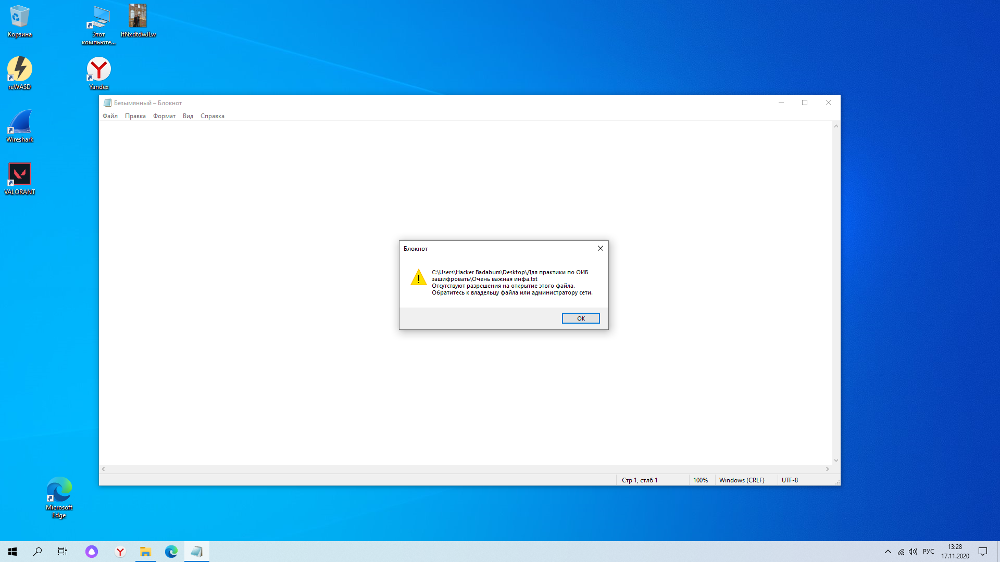 Корзина
Этот
компьюте...
ItNxdtdwJLw
reWASD
Yandex
Wireshark
VALORANT
Microsoft
Edge
Безымянный – Блокнот
Файл Правка Формат Вид Справка
Блокнот
C:\Users\Hacker Badabum\Desktop\Для практики по ОИБ
зашифровать\Очень важная инфа.txt
Отсутствуют разрешения на открытие этого файла.
Обратитесь к владельцу файла или администратору сети.
ОК
Стр 1, стлб 1 100% Windows (CRLF) UTF-8
РУС
13:28
17.11.2020